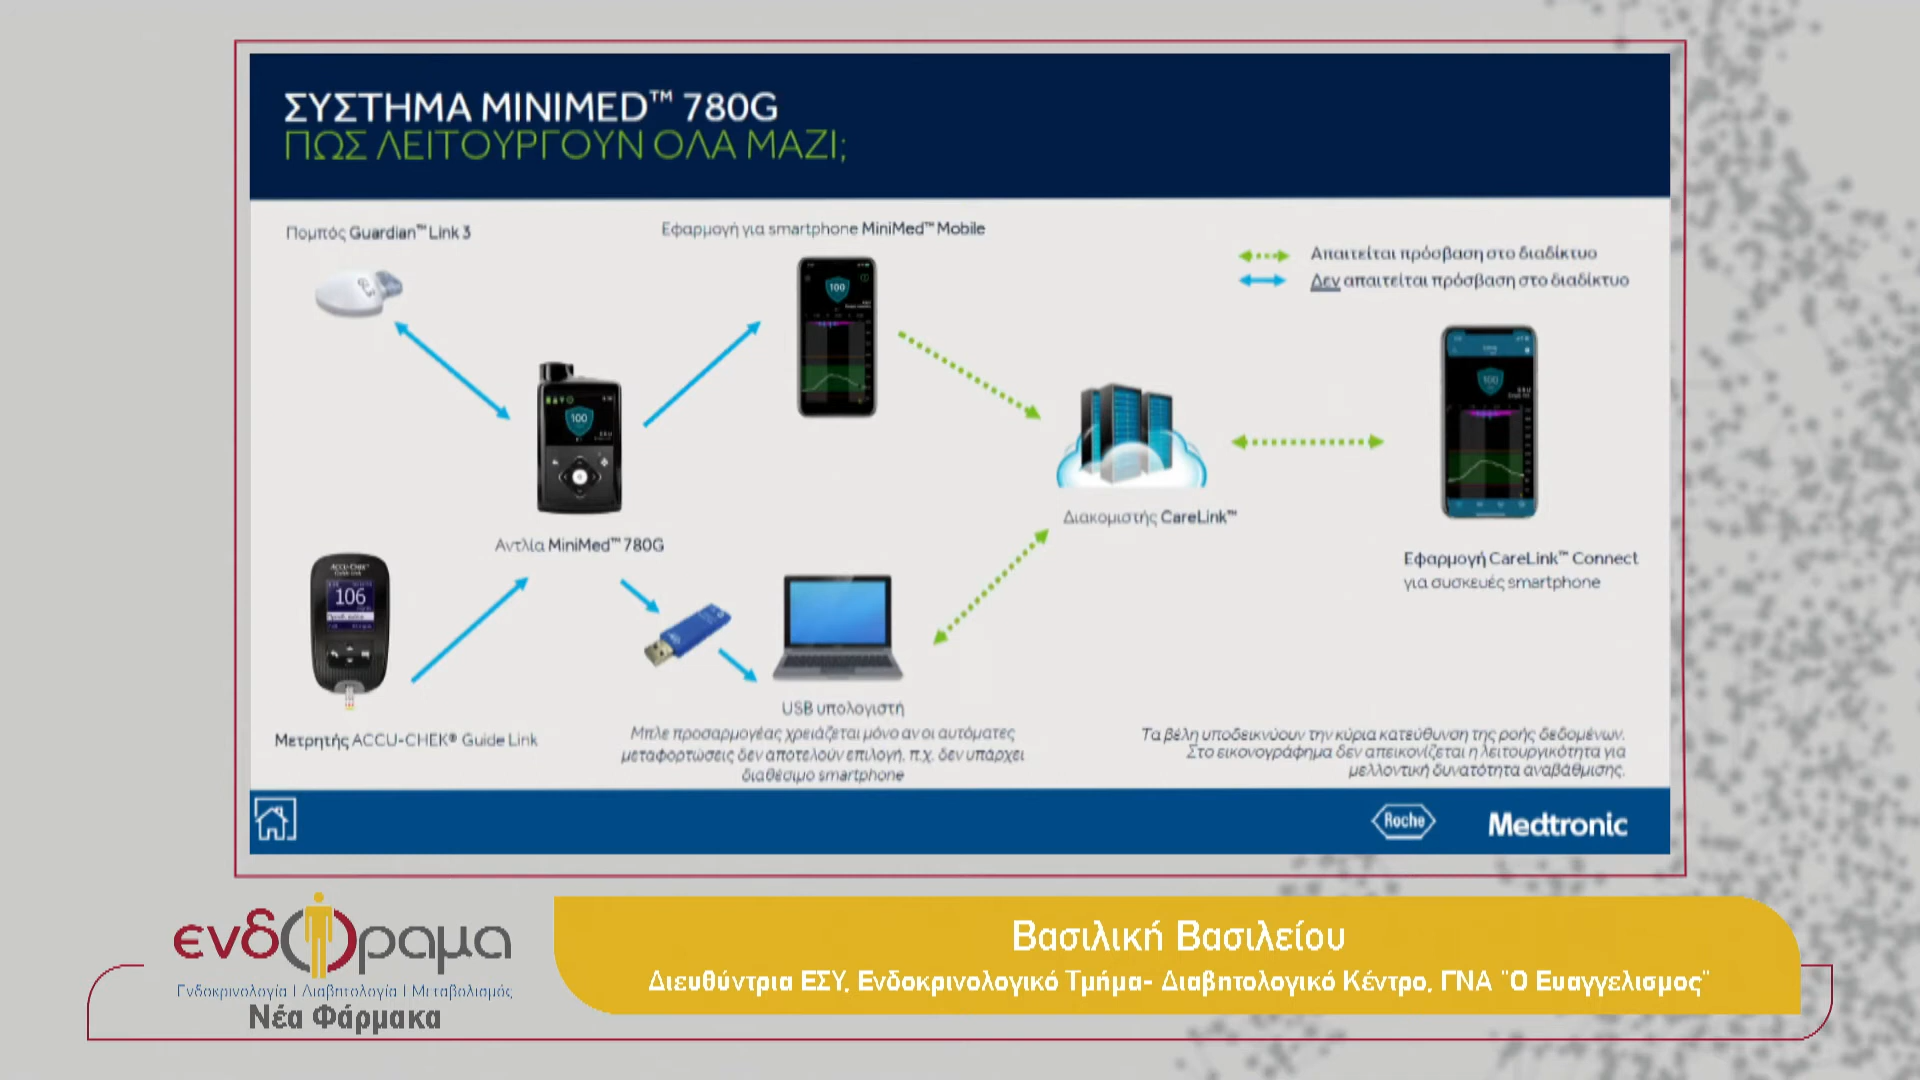 ΣΥΣΤΗΜΑ MINIMED™ 780G
ΠΩΣ ΛΕΙΤΟΥΡΓΟΥΝ ΟΛΑ ΜΑΖΙ;
Πομπός Guardian™ Link 3
Εφαρμογή για smartphone MiniMed™ Mobile
Απαιτείται πρόσβαση στο διαδίκτυο
Δεν απαιτείται πρόσβαση στο διαδίκτυο
GL3
100
100
100
Διακομιστής CareLink™
Αντλία MiniMed™ 780G
Εφαρμογή CareLink™ Connect
για συσκευές smartphone
ACCU-CHEK
106
USB υπολογιστή
Μετρητής ACCU-CHEK® Guide Link
Μπλε προσαρμογέας χρειάζεται μόνο αν οι αυτόματες
μεταφορτώσεις δεν αποτελούν επιλογή, π.χ. δεν υπάρχει
διαθέσιμο smartphone
Τα βέλη υποδεικνύουν την κύρια κατεύθυνση της ροής δεδομένων.
Στο εικονογράφημα δεν απεικονίζεται η λειτουργικότητα για
μελλοντική δυνατότητα αναβάθμισης.
Roche
Medtronic
ενδόραμα
Ενδοκρινολογία | Διαβητολογία | Μεταβολισμός
Νέα Φάρμακα
Βασιλική Βασιλείου
Διευθύντρια ΕΣΥ, Ενδοκρινολογικό Τμήμα- Διαβητολογικό Κέντρο, ΓΝΑ "Ο Ευαγγελισμος"